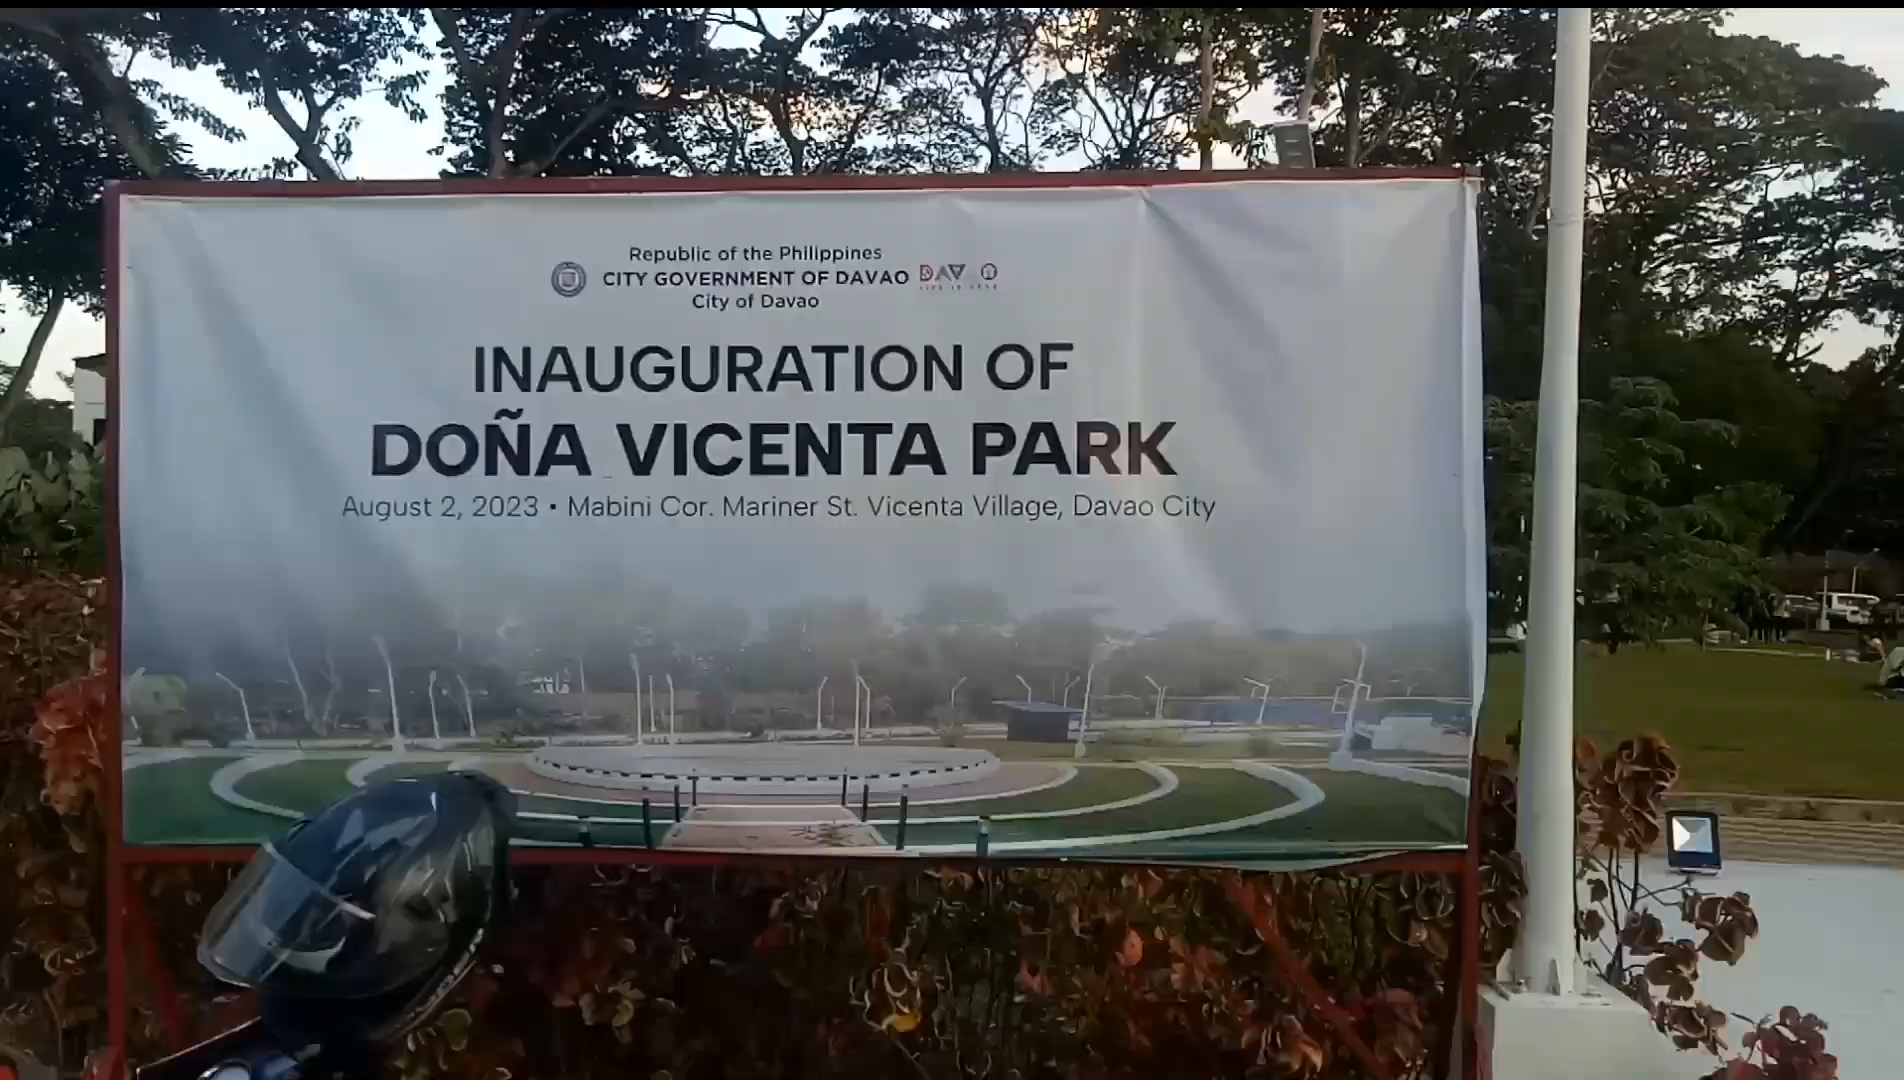 Republic of the Philippines
CITY GOVERNMENT OF DAVAO
City of Davao
INAUGURATION OF
DOÑA VICENTA PARK
August 2, 2023 • Mabini Cor. Mariner St. Vicenta Village, Davao City